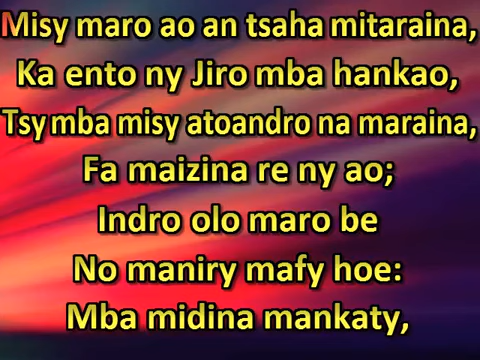 Misy maro ao an tsaha mitaraina,
Ka ento ny Jiro mba hankao,
Tsy mba misy atoandro na maraina,
Fa maizina re ny ao;
Indro olo maro be
No maniry mafy hoe:
Mba midina mankaty,